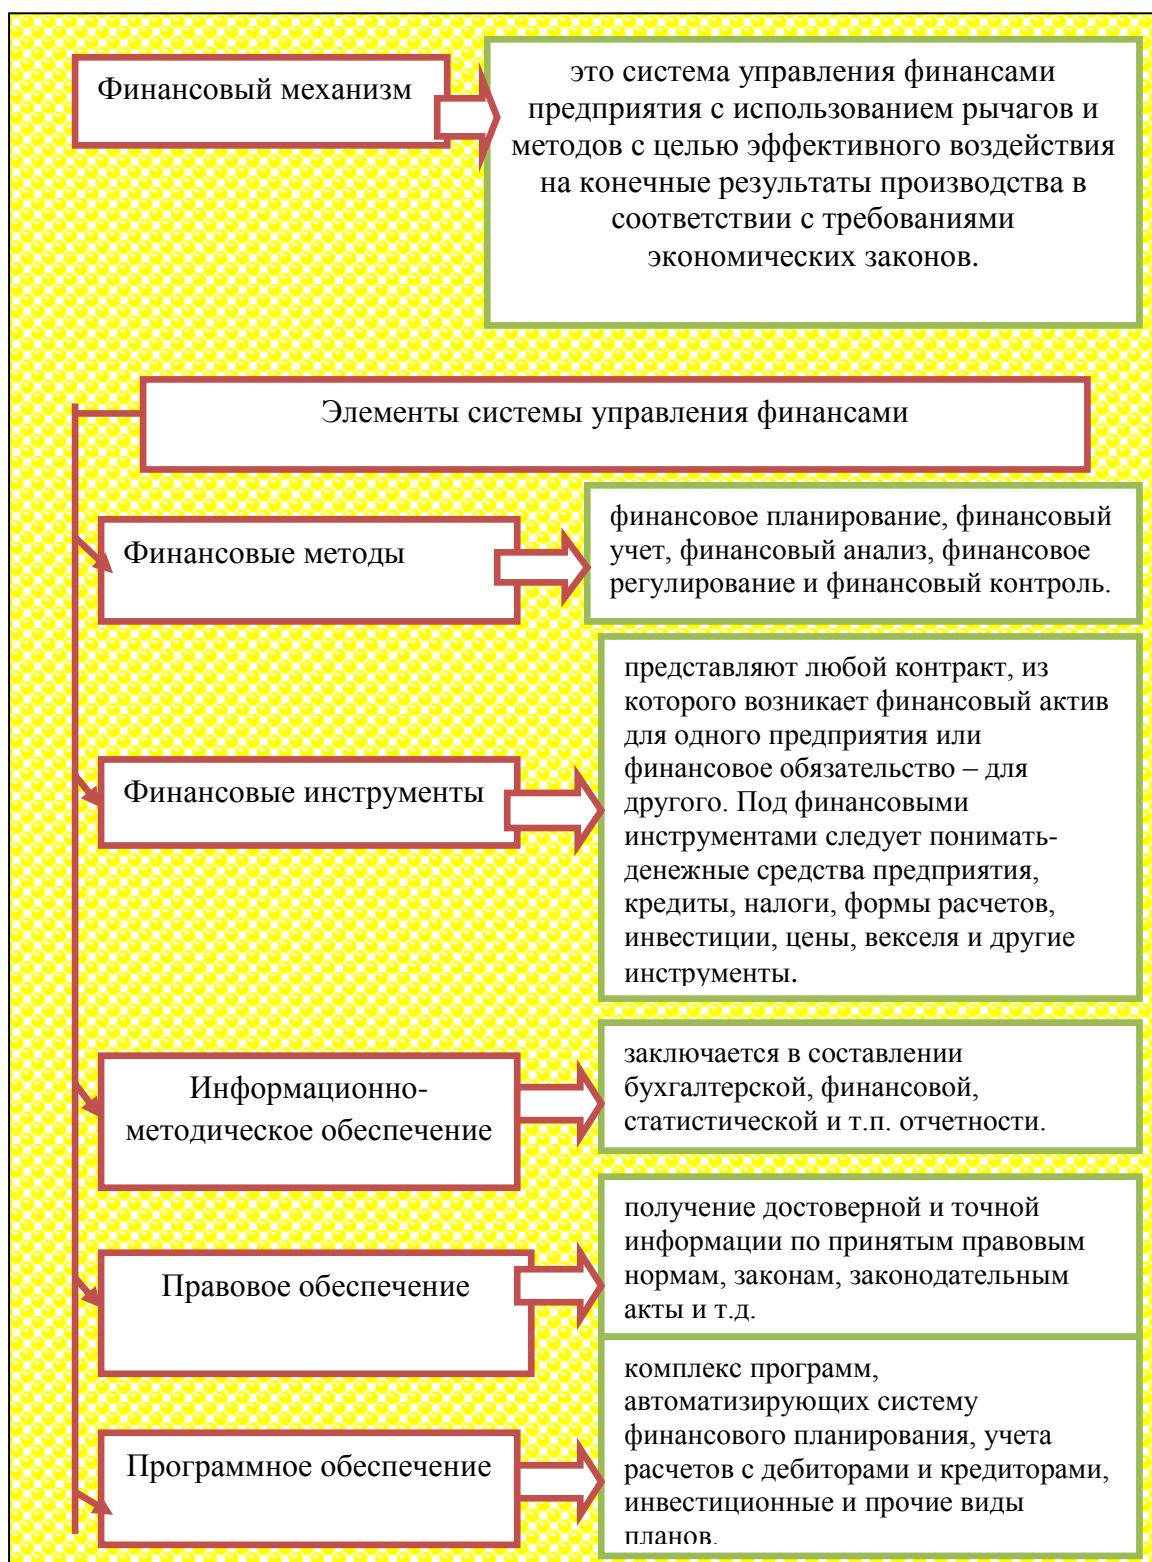 Финансовый механизм
это система управления финансами
предприятия с использованием рычагов и
методов с целью эффективного воздействия
на конечные результаты производства в
соответствии с требованиями
экономических законов.
Элементы системы управления финансами
Финансовые методы
финансовое планирование, финансовый
учет, финансовый анализ, финансовое
регулирование и финансовый контроль.
Финансовые инструменты
представляют любой контракт, из
которого возникает финансовый актив
для одного предприятия или
финансовое обязательство – для
другого. Под финансовыми
инструментами следует понимать-
денежные средства предприятия,
кредиты, налоги, формы расчетов,
инвестиции, цены, векселя и другие
инструменты.
Информационно-
методическое обеспечение
заключается в составлении
бухгалтерской, финансовой,
статистической и т.п. отчетности.
Правовое обеспечение
получение достоверной и точной
информации по принятым правовым
нормам, законам, законодательным
акты и т.д.
Программное обеспечение
комплекс программ,
автоматизирующих систему
финансового планирования, учета
расчетов с дебиторами и кредиторами,
инвестиционные и прочие виды
планов.